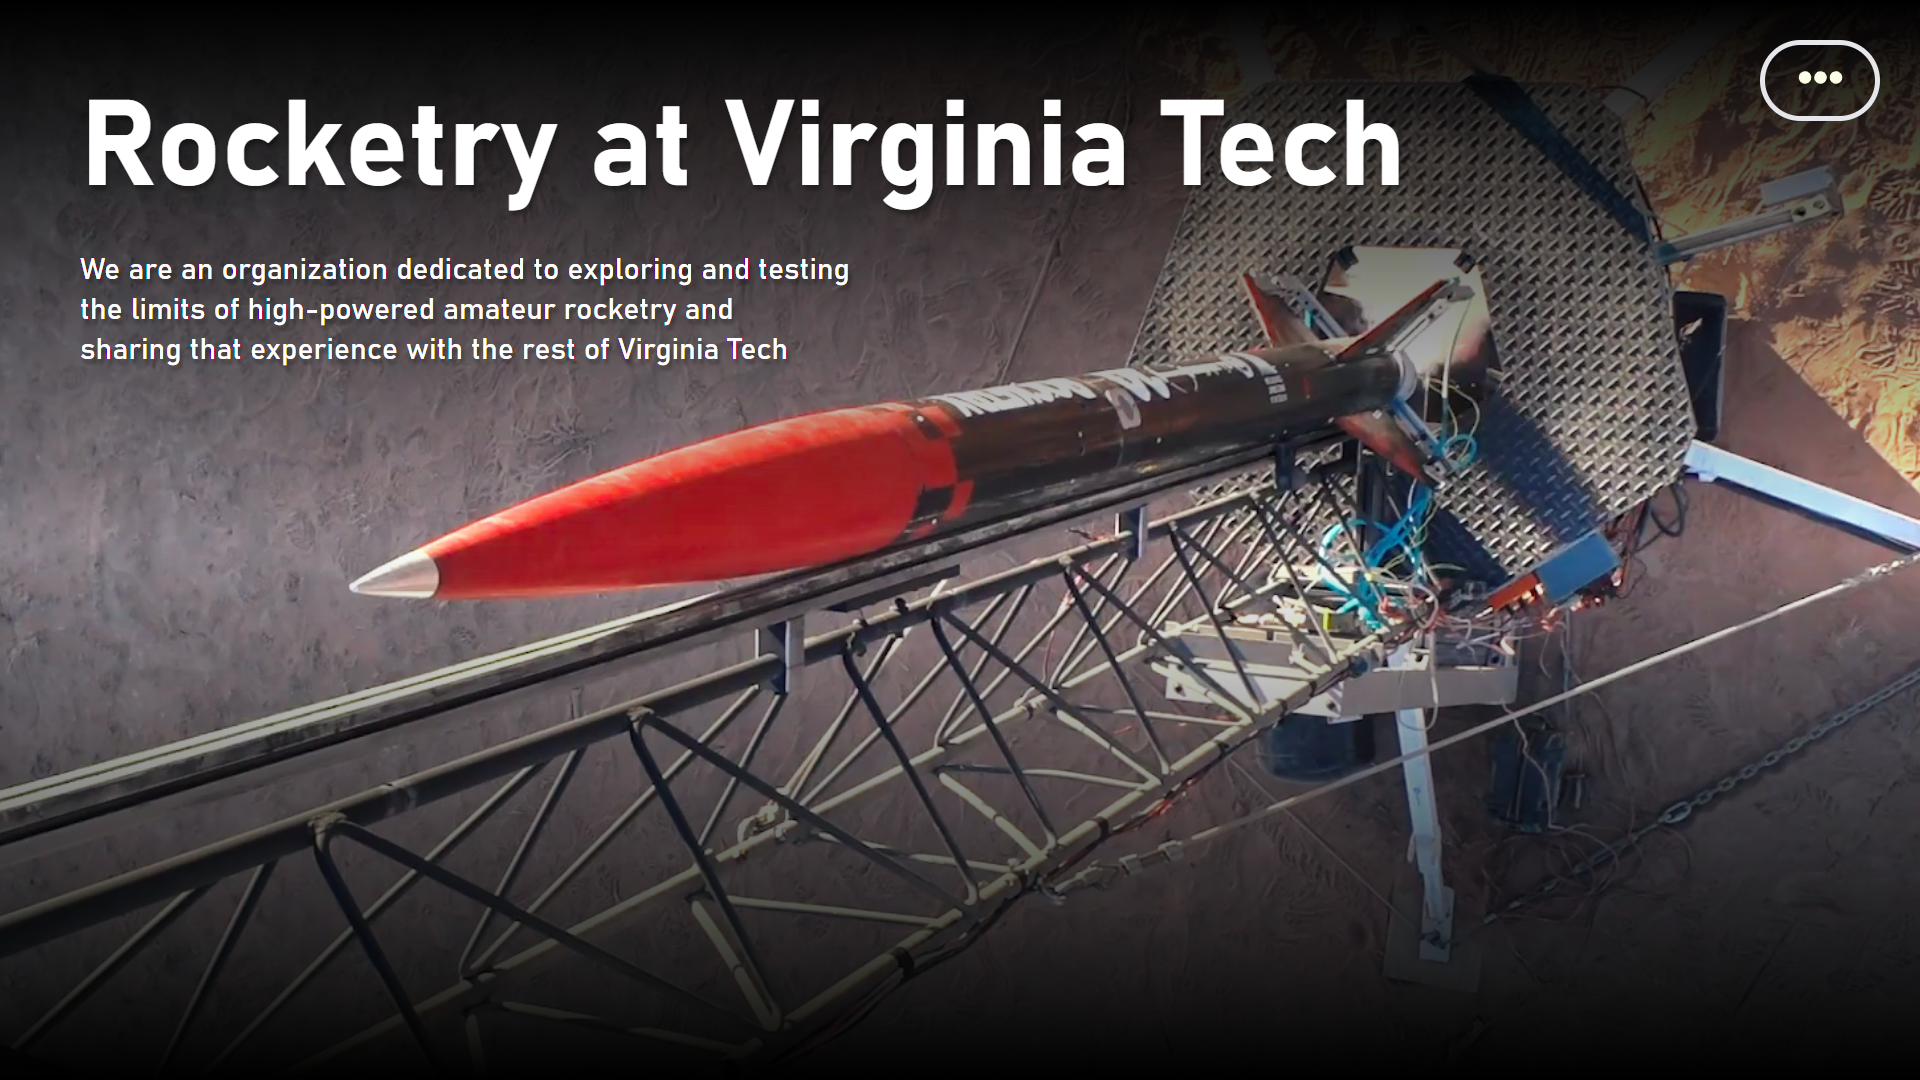 Rocketry at Virginia Tech
We are an organization dedicated to exploring and testing
the limits of high-powered amateur rocketry and
sharing that experience with the rest of Virginia Tech